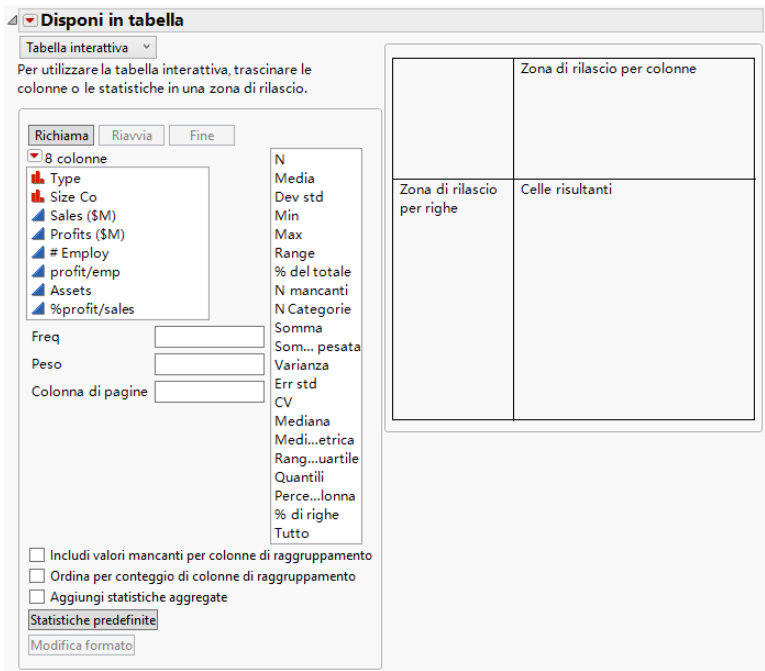 Disponi in tabella
Tabella interattiva
Per utilizzare la tabella interattiva, trascinare le
colonne o le statistiche in una zona di rilascio.
Richiama Riavvia Fine
8 colonne
Type
Size Co
Sales ($M)
Profits ($M)
# Employ
profit/emp
Assets
%profit/sales
Freq
Peso
Colonna di pagine
N
Media
Dev std
Min
Max
Range
% del totale
N mancanti
N Categorie
Somma
Som... pesata
Varianza
Err std
CV
Mediana
Medi...etrica
Rang...uartile
Quantili
Perce...lonna
% di righe
Tutto
Includi valori mancanti per colonne di raggruppamento
Ordina per conteggio di colonne di raggruppamento
Aggiungi statistiche aggregate
Statistiche predefinite
Modifica formato
Zona di rilascio per colonne
Zona di rilascio
per righe
Celle risultanti